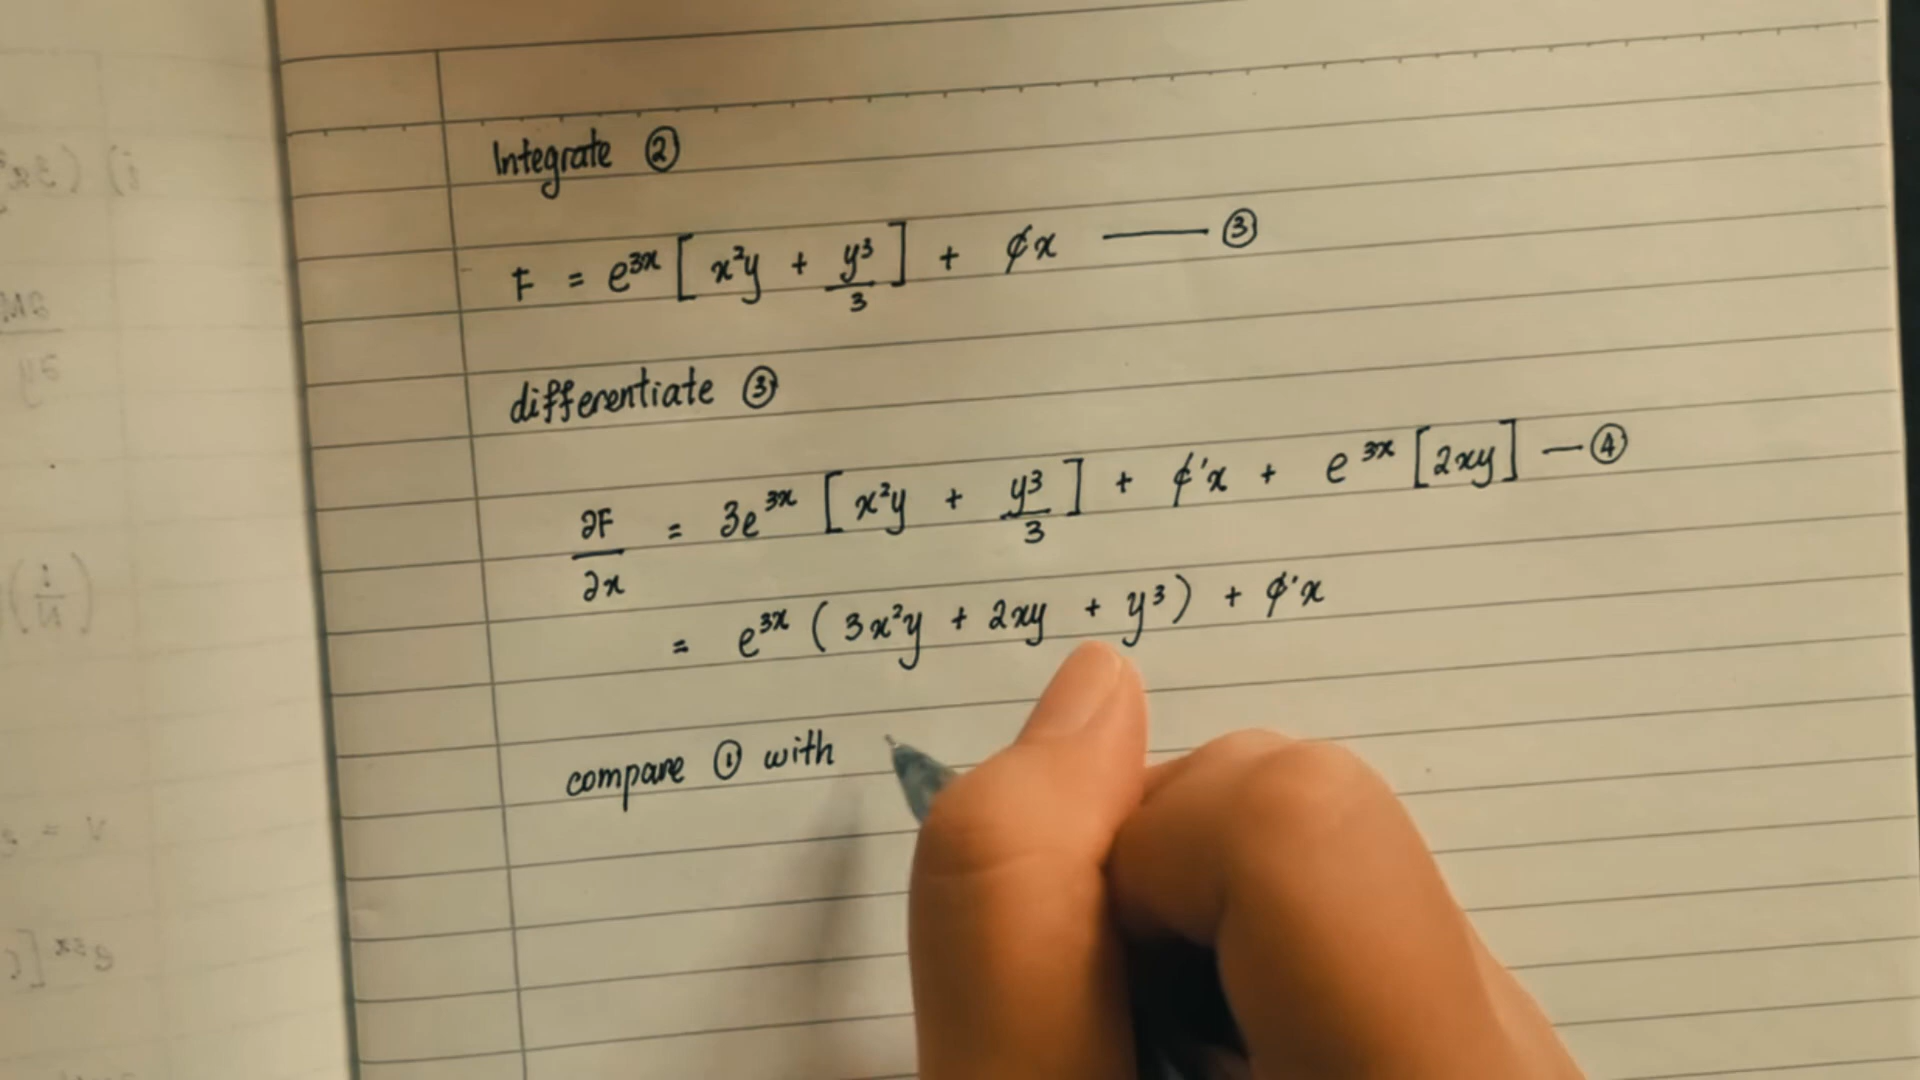 Integrate ②
F = e^{3x} [ x²y + y³/3 ] + ¢x —— ③
differentiate ③
∂F/∂x = 3e^{3x} [ x²y + y³/3 ] + ¢'x + e^{3x} [2xy] — ④
= e^{3x} ( 3x²y + 2xy + y³ ) + ¢'x
compare ① with